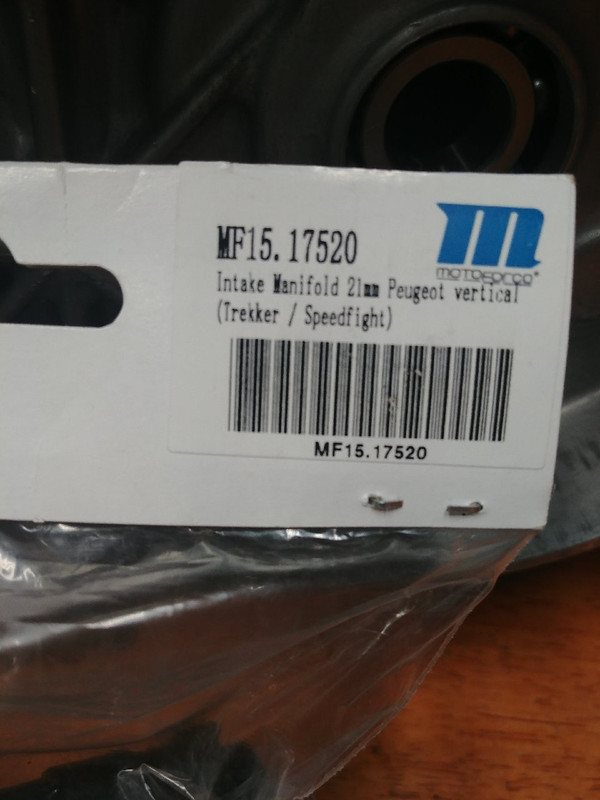 MF15.17520
motoforce®
Intake Manifold 21mm Peugeot vertical
(Trekker / Speedfight)
MF15.17520